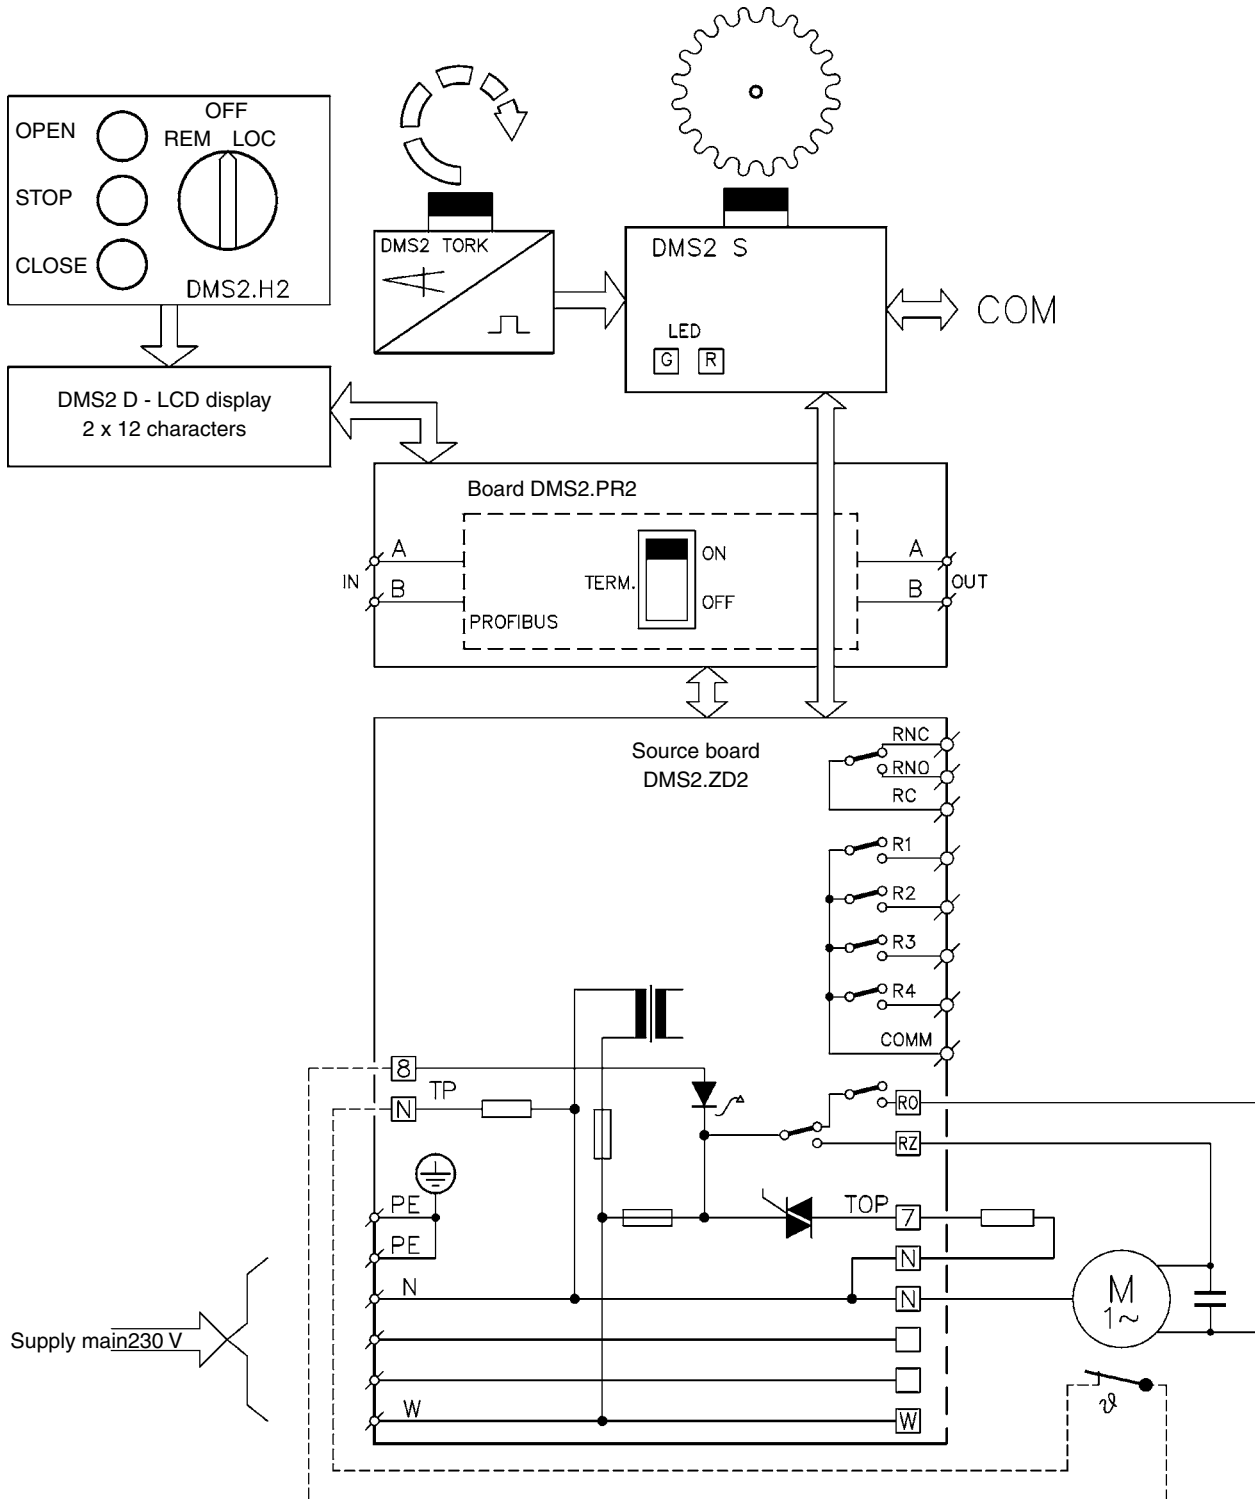 OPEN
STOP
CLOSE
OFF
REM LOC
DMS2.H2
DMS2 D - LCD display
2 x 12 characters
DMS2 TORK
DMS2 S
LED
G R
COM
Board DMS2.PR2
IN
A
B
PROFIBUS
TERM.
ON
OFF
A
B
OUT
Source board
DMS2.ZD2
RNC
RNO
RC
R1
R2
R3
R4
COMM
8
TP
N
RO
RZ
PE
PE
TOP
7
N
N
N
W
W
M
1~
ϑ
Supply main230 V